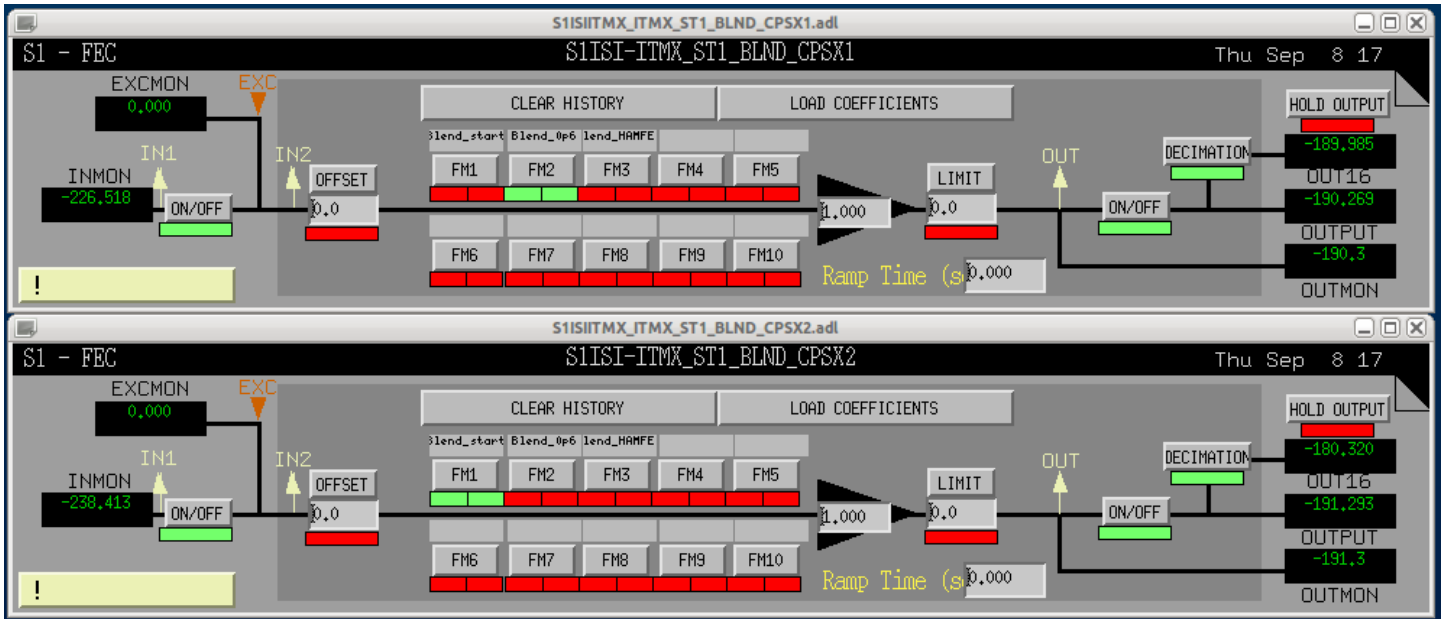 S1ISIITMX_ITMX_ST1_BLND_CPSX1.adl
S1 - FEC S1ISI-ITMX_ST1_BLND_CPSX1 Thu Sep 8 17
EXCMON EXC
0.000
CLEAR HISTORY LOAD COEFFICIENTS
HOLD OUTPUT
Blend_0p6 lend_HAMFE
IN1 IN2 OUT DECIMATION -189.985
INMON OFFSET FM1 FM2 FM3 FM4 FM5 LIMIT OUT16
-226.518 ON/OFF 0.0 1.000 0.0 ON/OFF -190.269
OUTPUT
FM6 FM7 FM8 FM9 FM10 -190.3
! Ramp Time (s 0.000
OUTMON
S1ISIITMX_ITMX_ST1_BLND_CPSX2.adl
S1 - FEC S1ISI-ITMX_ST1_BLND_CPSX2 Thu Sep 8 17
EXCMON EXC
0.000
CLEAR HISTORY LOAD COEFFICIENTS
HOLD OUTPUT
Blend_0p6 lend_HAMFE
IN1 IN2 OUT DECIMATION -180.320
INMON OFFSET FM1 FM2 FM3 FM4 FM5 LIMIT OUT16
-238.413 ON/OFF 0.0 1.000 0.0 ON/OFF -191.293
OUTPUT
FM6 FM7 FM8 FM9 FM10 -191.3
! Ramp Time (s 0.000
OUTMON